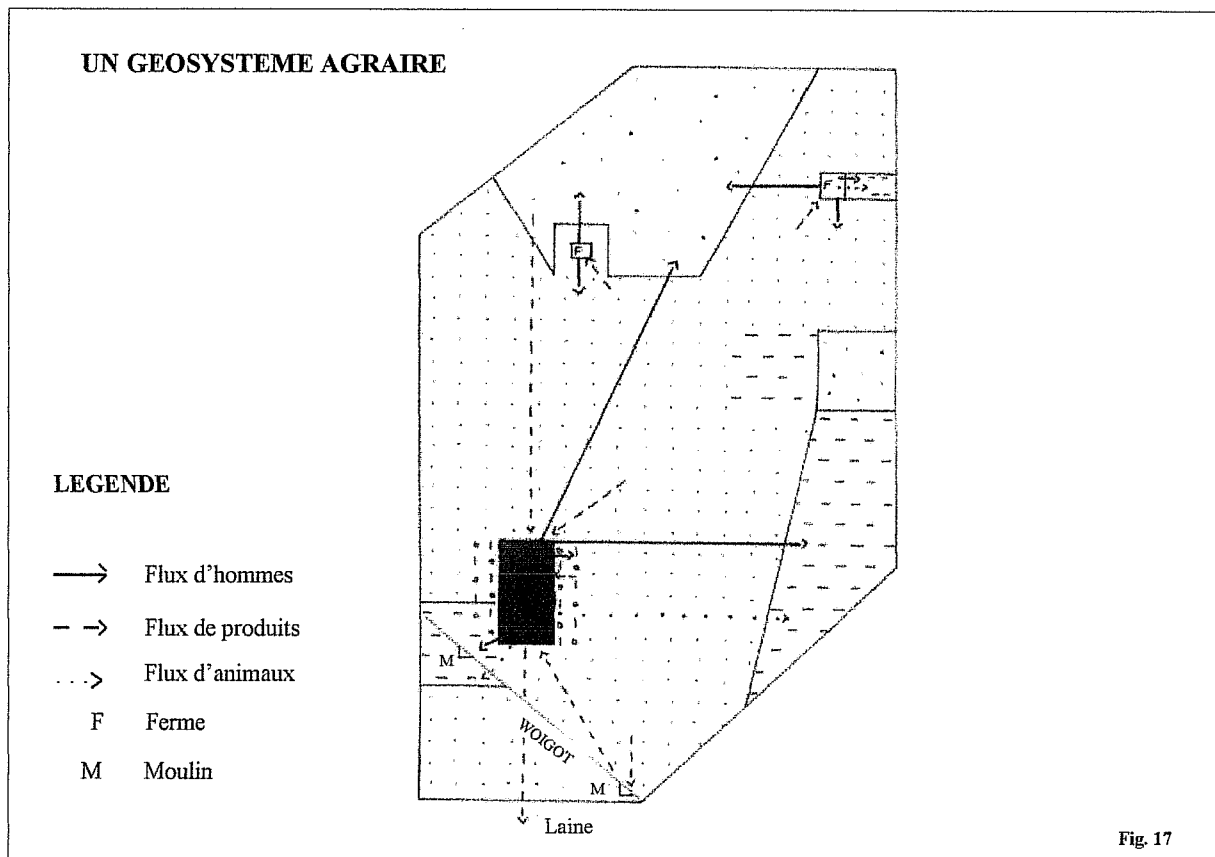 UN GEOSYSTEME AGRAIRE
F
F
LEGENDE
Flux d'hommes
Flux de produits
Flux d'animaux
F Ferme
M Moulin
M
WOIGOT
M
Laine
Fig. 17